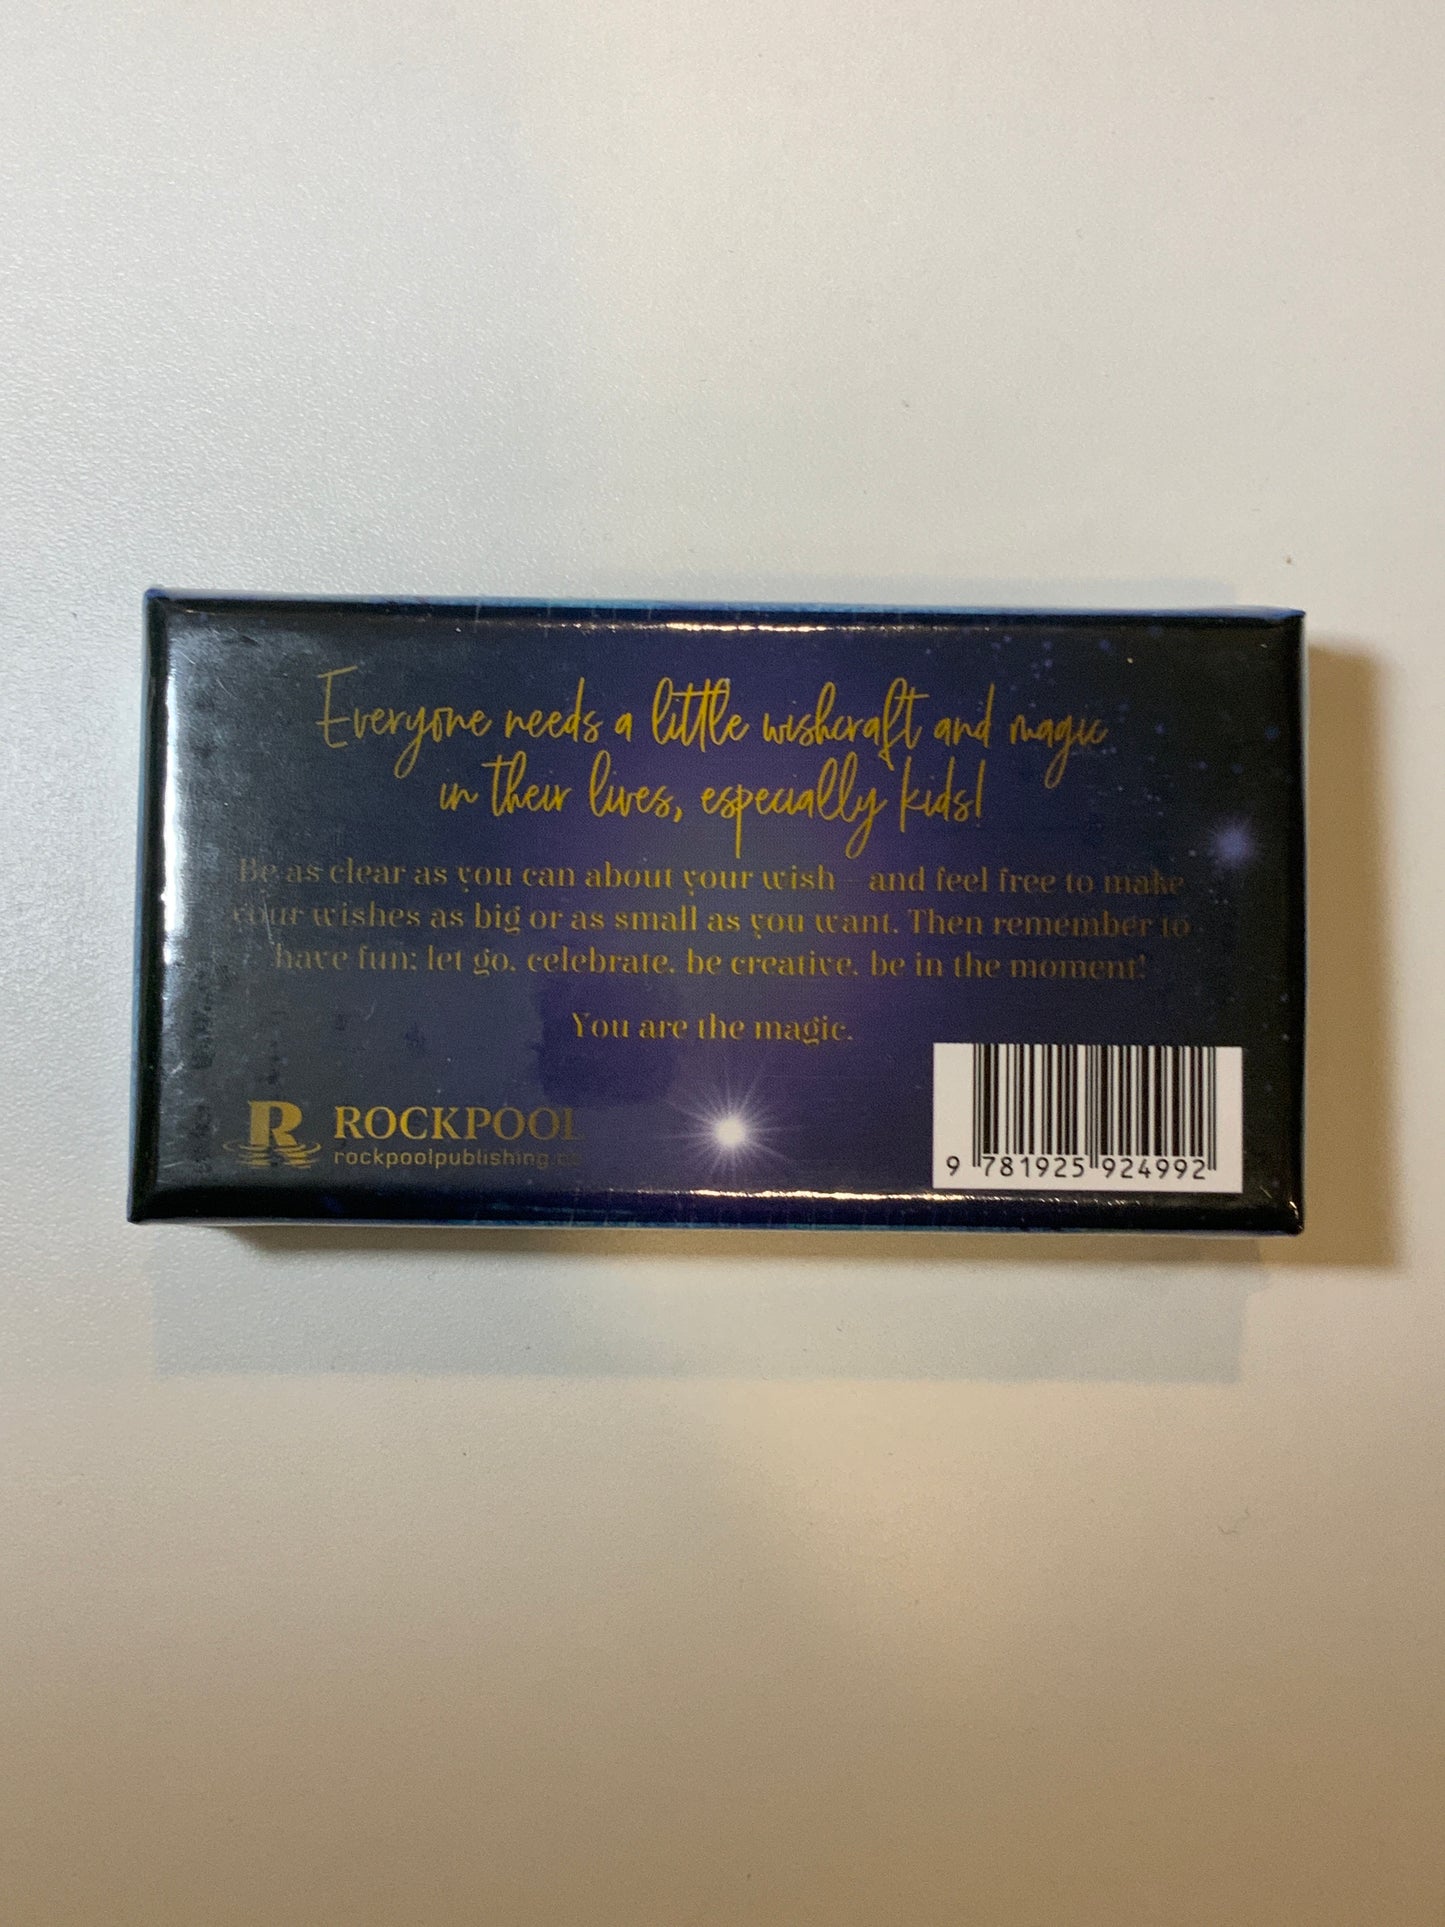 Everyone needs a little wishcraft and magic
in their lives, especially kids!
Be as clear as you can about your wish – and feel free to make
your wishes as big or as small as you want. Then remember to
have fun: let go, celebrate, be creative, be in the moment!
You are the magic.
R ROCKPOOL
rockpoolpublishing.co
9 781925 924992